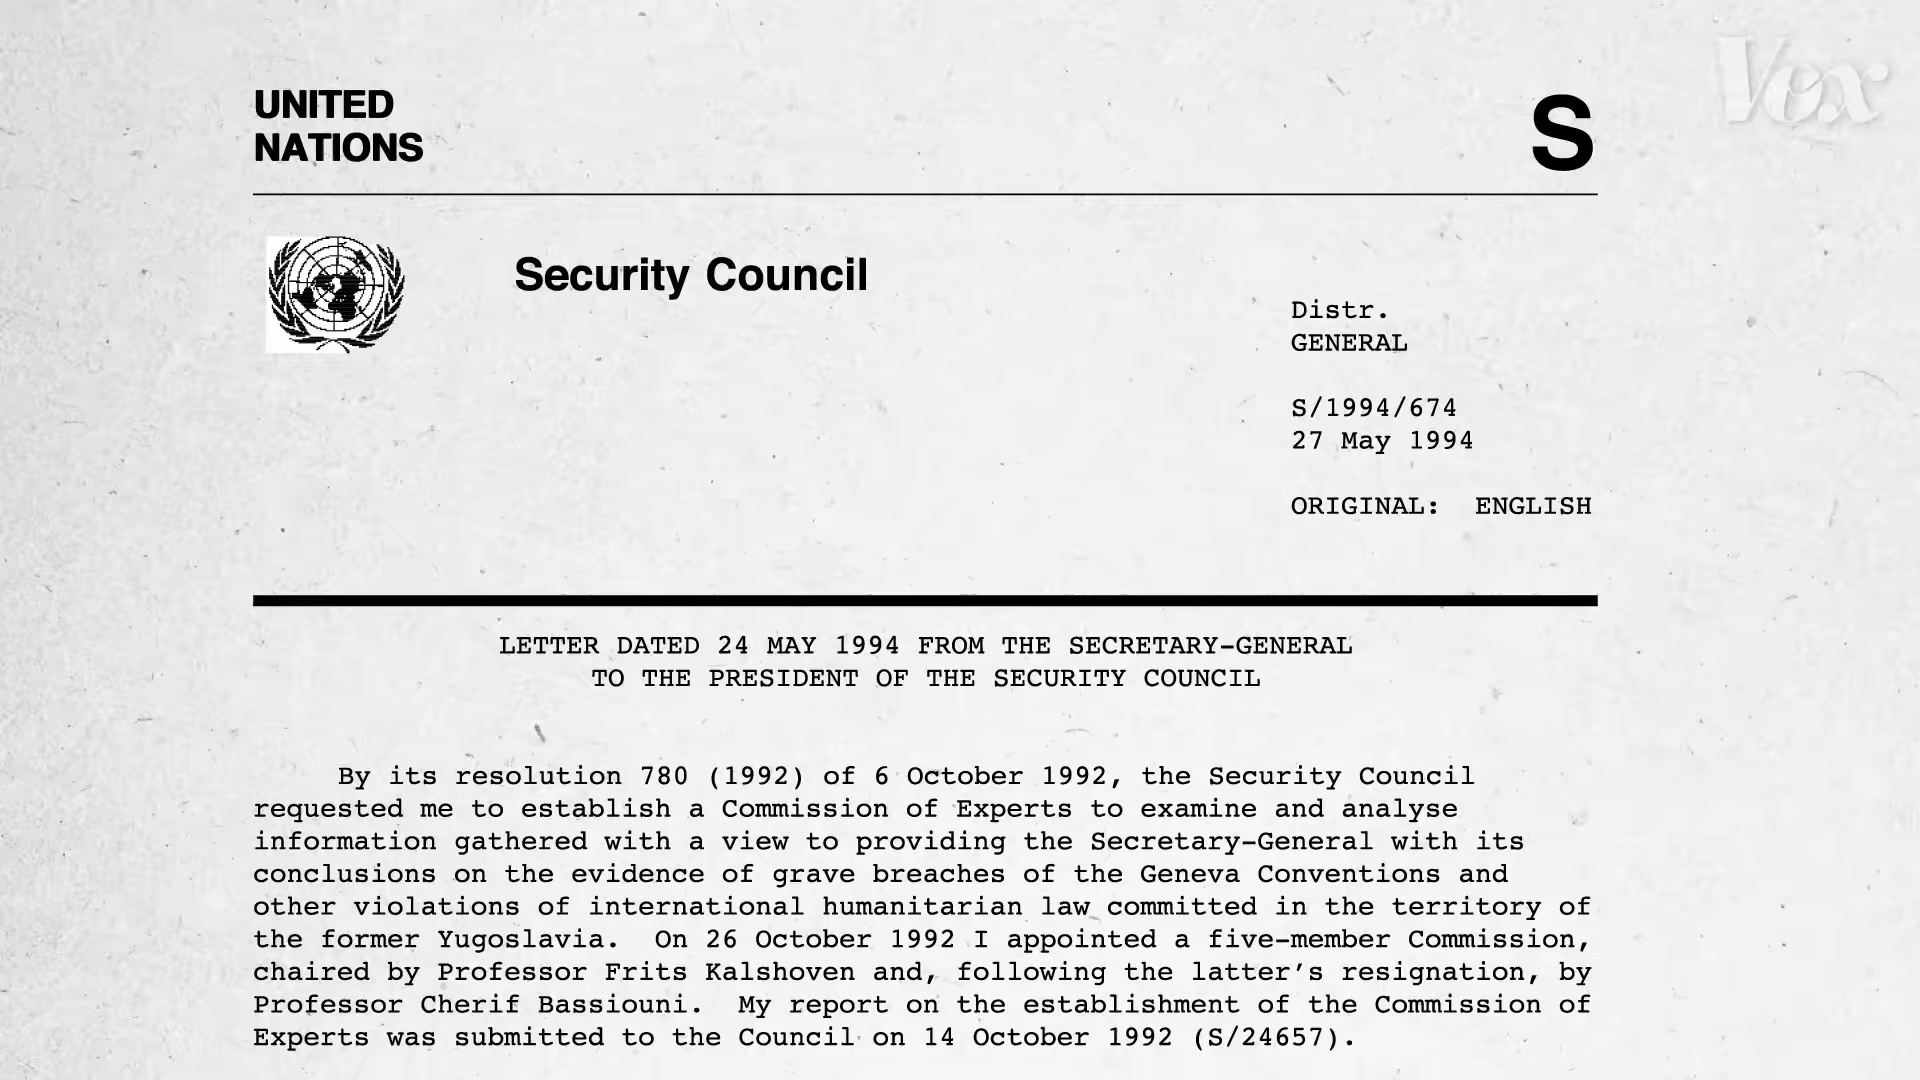 Vox
UNITED
NATIONS
S
Security Council
Distr.
GENERAL
S/1994/674
27 May 1994
ORIGINAL: ENGLISH
LETTER DATED 24 MAY 1994 FROM THE SECRETARY-GENERAL
TO THE PRESIDENT OF THE SECURITY COUNCIL
By its resolution 780 (1992) of 6 October 1992, the Security Council
requested me to establish a Commission of Experts to examine and analyse
information gathered with a view to providing the Secretary-General with its
conclusions on the evidence of grave breaches of the Geneva Conventions and
other violations of international humanitarian law committed in the territory of
the former Yugoslavia. On 26 October 1992 I appointed a five-member Commission,
chaired by Professor Frits Kalshoven and, following the latter's resignation, by
Professor Cherif Bassiouni. My report on the establishment of the Commission of
Experts was submitted to the Council on 14 October 1992 (S/24657).